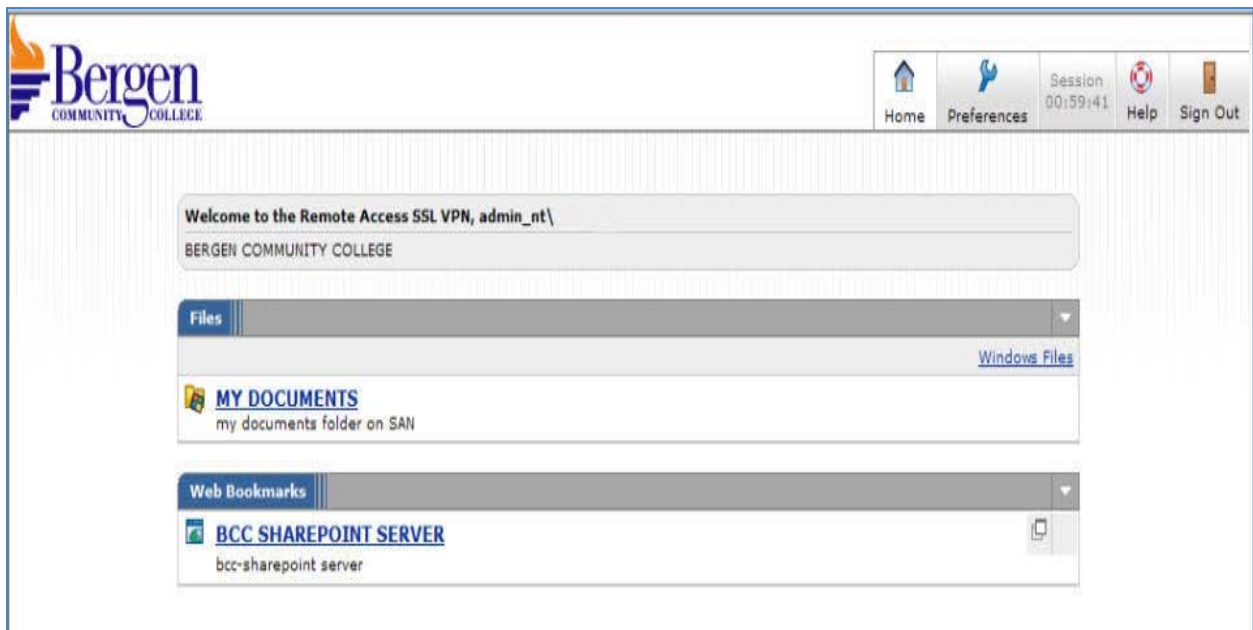 Bergen
COMMUNITY COLLEGE
Home
Preferences
Session
00:59:41
Help
Sign Out
Welcome to the Remote Access SSL VPN, admin_nt\
BERGEN COMMUNITY COLLEGE
Files
Windows Files
MY DOCUMENTS
my documents folder on SAN
Web Bookmarks
BCC SHAREPOINT SERVER
bcc-sharepoint server